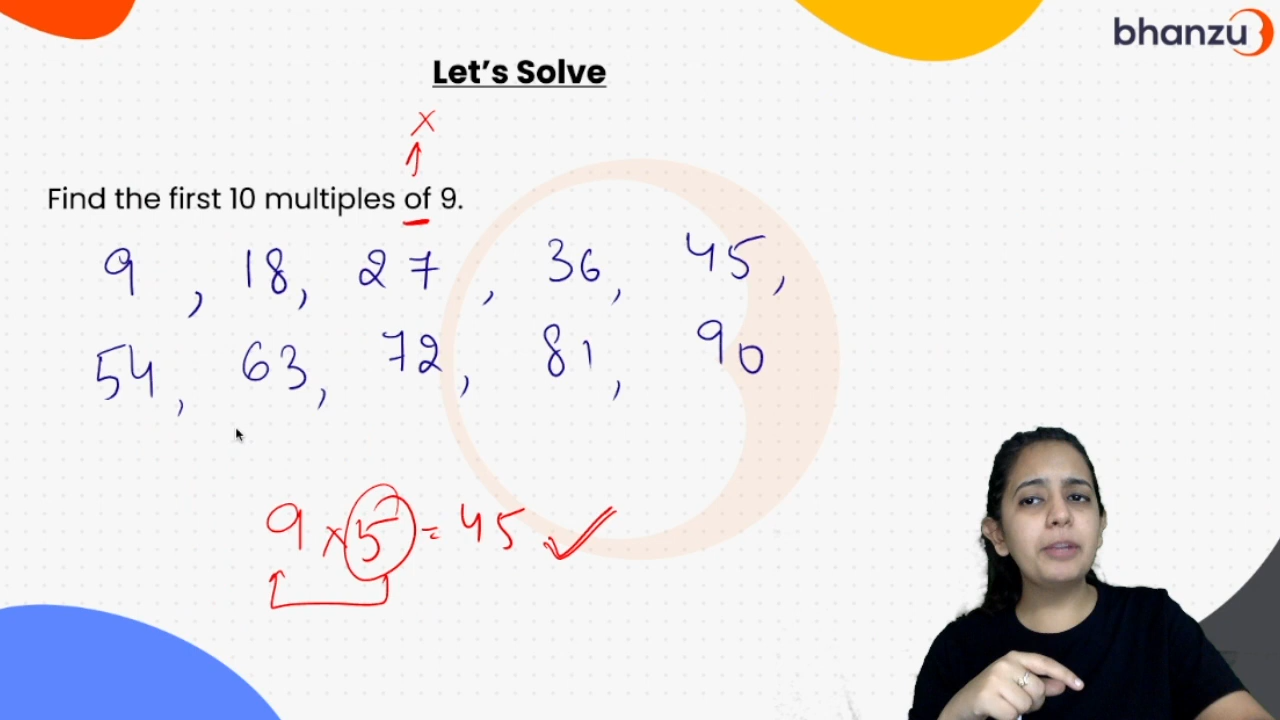 bhanzu
Let's Solve
x
Find the first 10 multiples of 9.
9, 18, 27, 36, 45,
54, 63, 72, 81, 90
9 x 5 = 45